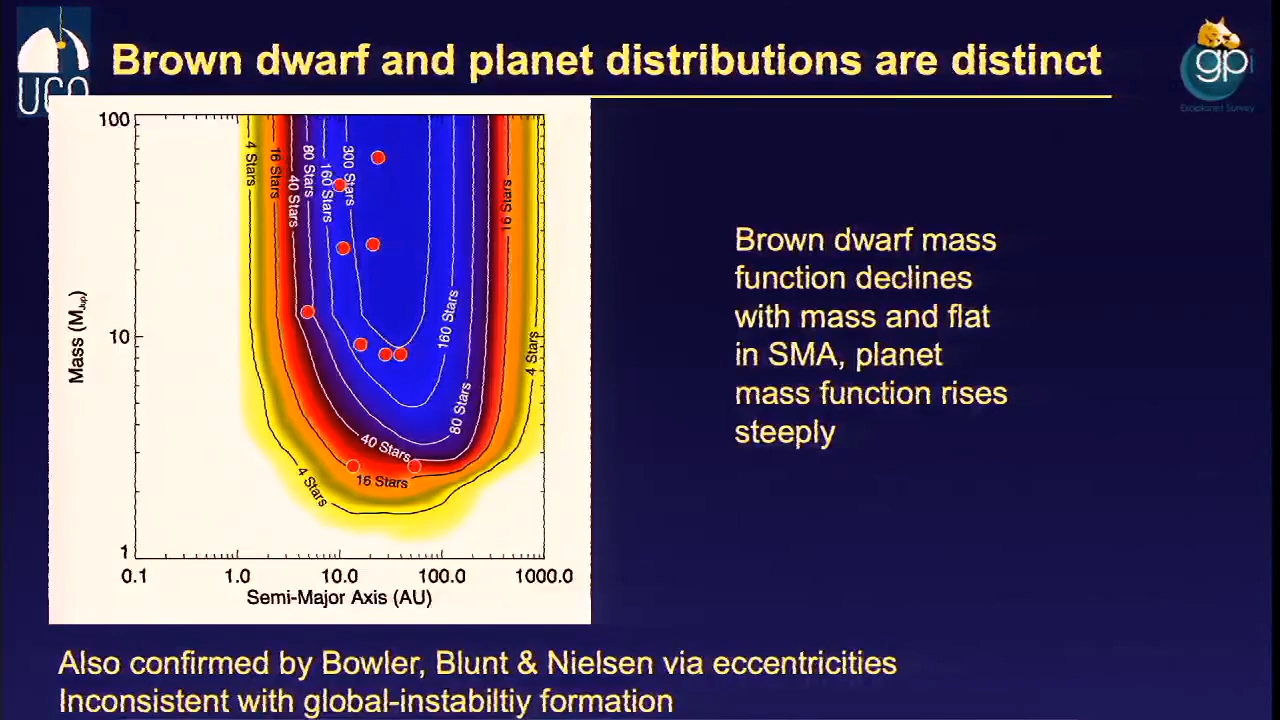 Brown dwarf and planet distributions are distinct
UCO
gpi
Exoplanet Survey
100
10
1
Mass (MJup)
4 Stars
16 Stars
40 Stars
80 Stars
160 Stars
300 Stars
16 Stars
160 Stars
4 Stars
80 Stars
40 Stars
16 Stars
4 Stars
0.1 1.0 10.0 100.0 1000.0
Semi-Major Axis (AU)
Brown dwarf mass
function declines
with mass and flat
in SMA, planet
mass function rises
steeply
Also confirmed by Bowler, Blunt & Nielsen via eccentricities
Inconsistent with global-instabiltiy formation